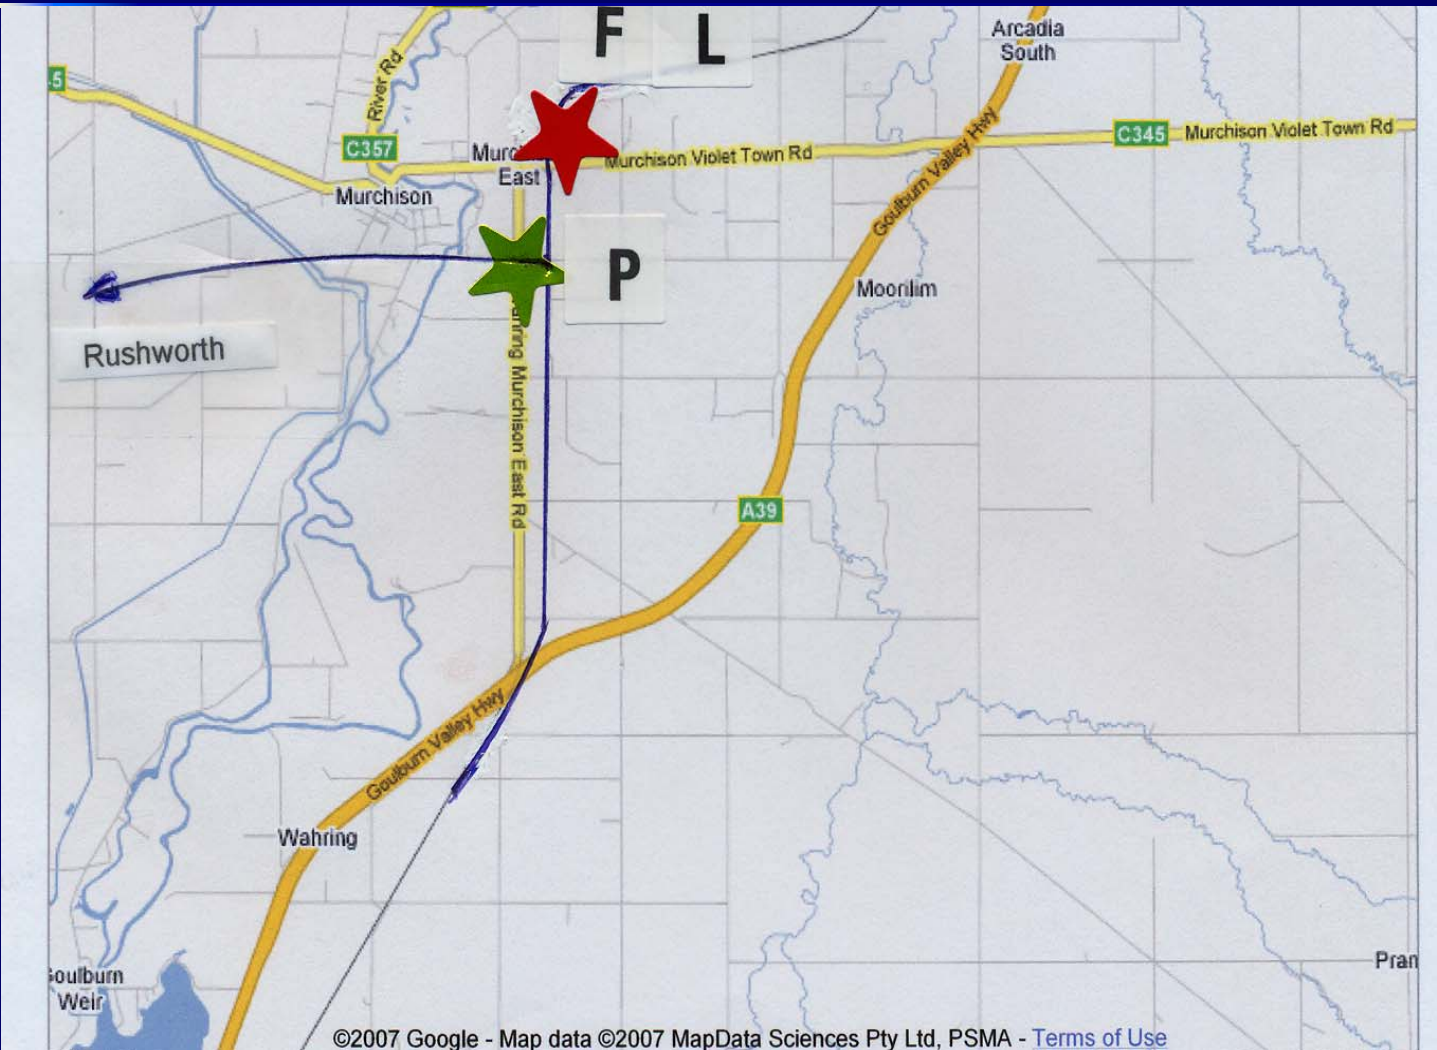 F L
Arcadia
South
.5
River Rd
C357
Murchison Violet Town Rd
C345
Murchison Violet Town Rd
East
Murchison
Goulburn Valley Hwy
P
Moorilim
Rushworth
Murchison East Rd
A39
Goulburn Valley Hwy
Wahring
Goulburn
Weir
Pran
©2007 Google - Map data ©2007 MapData Sciences Pty Ltd, PSMA - Terms of Use